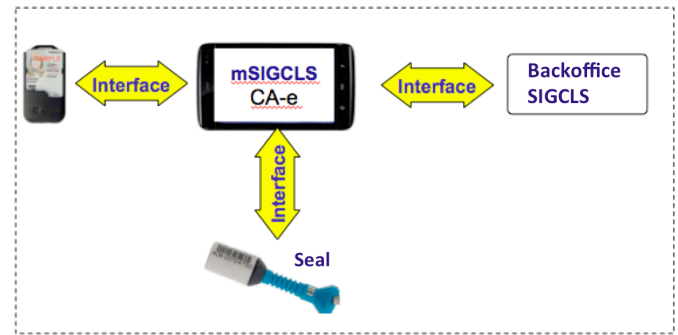 mSIGCLS
CA-e
Interface
Interface
Backoffice
SIGCLS
Interface
Seal